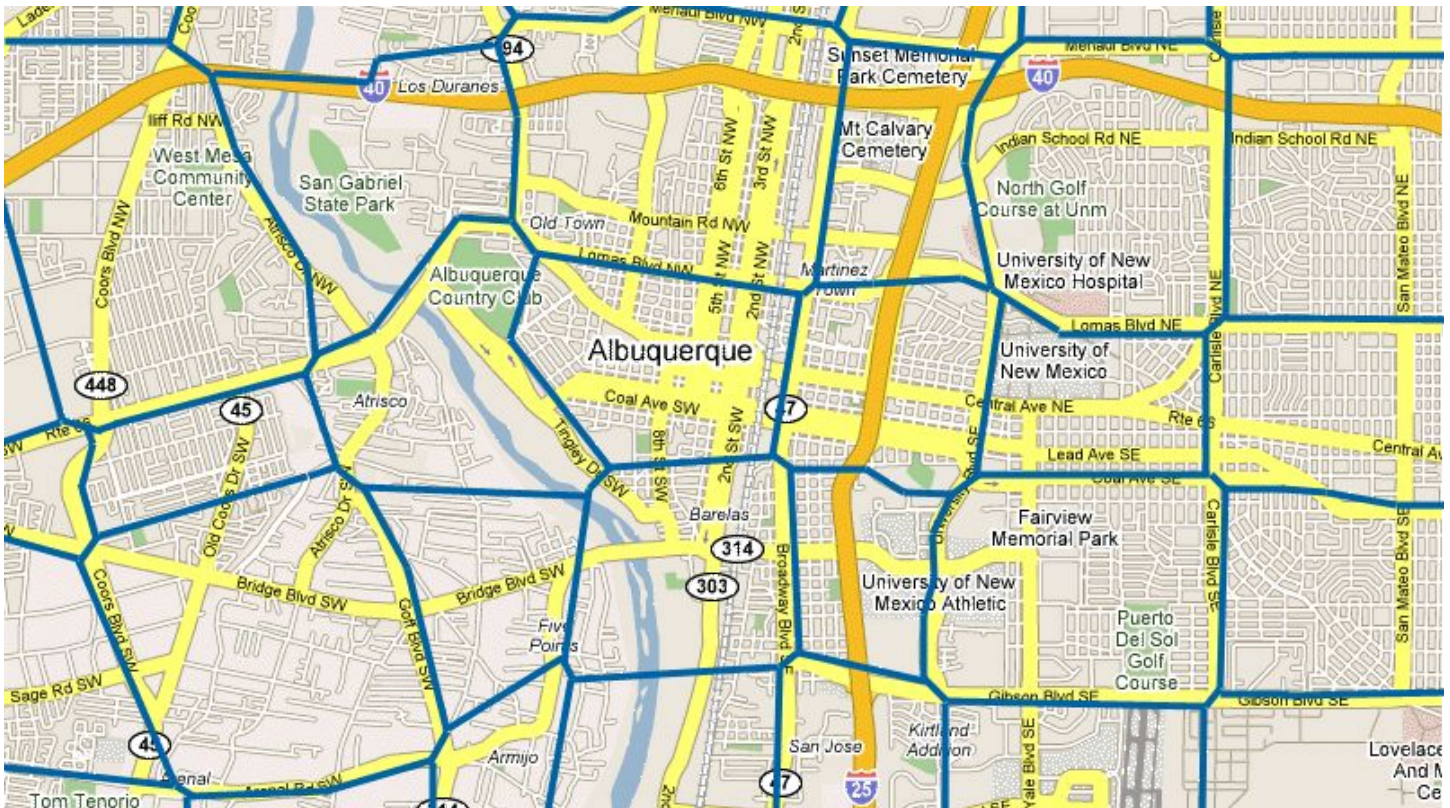 Menaul Blvd NW
2nd St NW
194
Sunset Memorial
Park Cemetery
Menaul Blvd NE
40
Los Duranes
40
Iliff Rd NW
Mt Calvary
Cemetery
Indian School Rd NE
Indian School Rd NE
West Mesa
Community
Center
San Gabriel
State Park
6th St NW
3rd St NW
North Golf
Course at Unm
San Mateo Blvd NE
Coors Blvd NW
Atrisco Dr NW
Old Town
Mountain Rd NW
Lomas Blvd NW
Albuquerque
Country Club
5th St NW
2nd St NW
Martinez
Town
University of New
Mexico Hospital
Lomas Blvd NE
Carlisle Blvd NE
Albuquerque
University of
New Mexico
448
45
Atrisco
Coal Ave SW
47
Central Ave NE
Rte 66
Rte 66
Tingley Dr SW
8th St SW
2nd St SW
Lead Ave SE
Coal Ave SE
University Blvd SE
Old Coors Dr SW
Atrisco Dr SW
Barelas
Fairview
Memorial Park
314
303
Carlisle Blvd SE
San Mateo Blvd SE
Coors Blvd SW
Bridge Blvd SW
Bridge Blvd SW
Goff Blvd SW
Broadway Blvd SE
University of New
Mexico Athletic
Five
Points
Puerto
Del Sol
Golf
Course
Sage Rd SW
Gibson Blvd SE
Gibson Blvd SE
45
Armijo
San Jose
Kirtland
Addition
Yale Blvd SE
Arenal Rd SW
47
25
Tom Tenorio